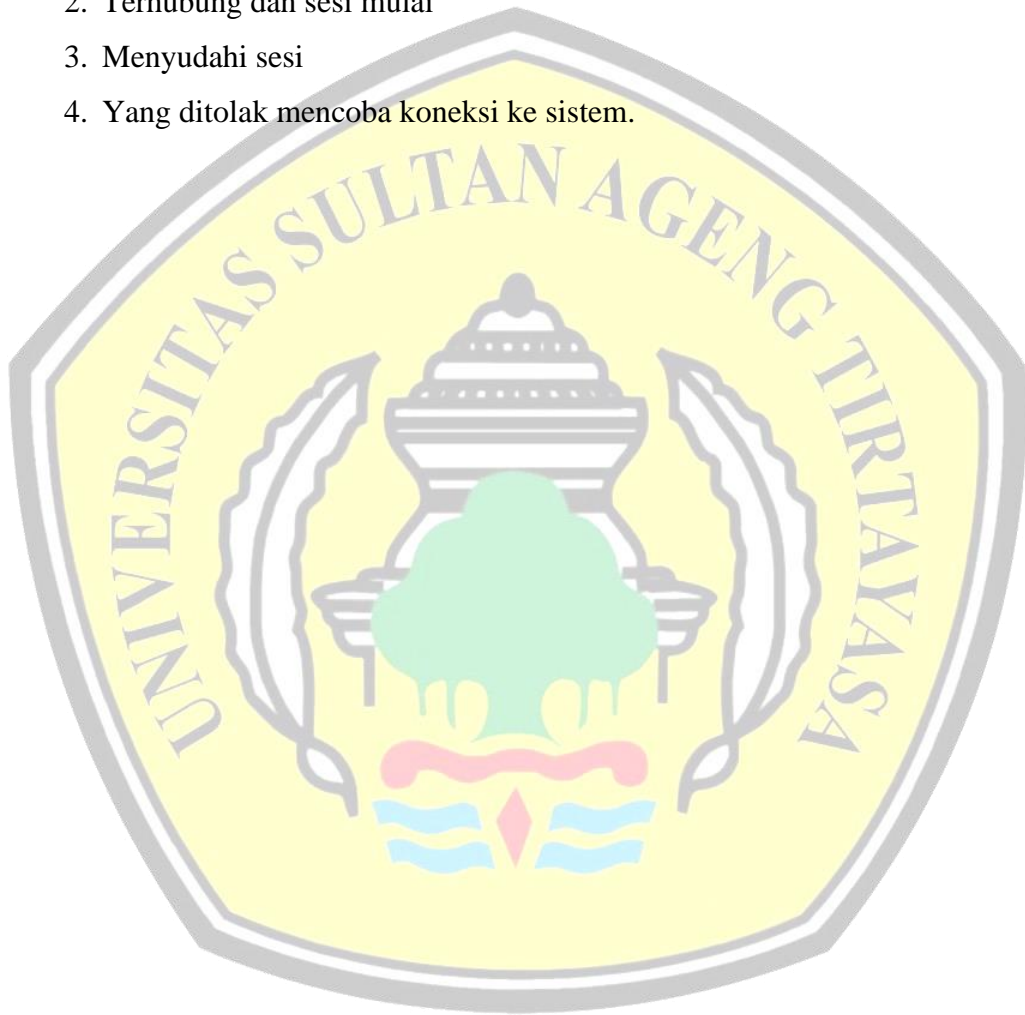 2. Terhubung dan sesi mulai
3. Menyudahi sesi
4. Yang ditolak mencoba koneksi ke sistem.
UNIVERSITAS SULTAN AGENG TIRTAYASA